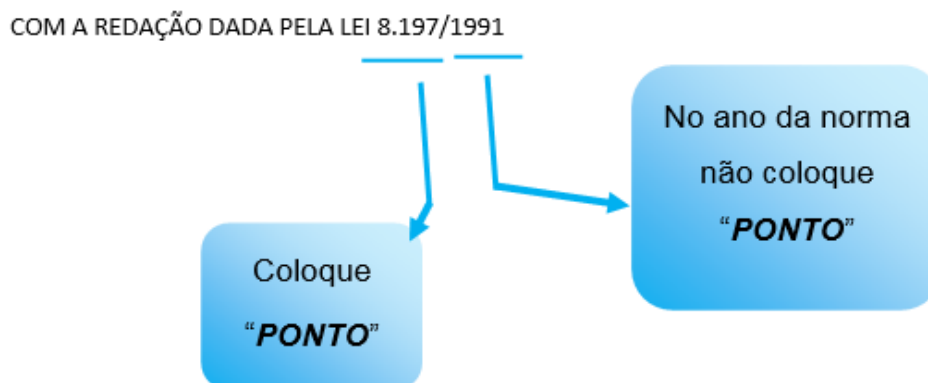 COM A REDAÇÃO DADA PELA LEI 8.197/1991
No ano da norma
não coloque
“PONTO”
Coloque
“PONTO”